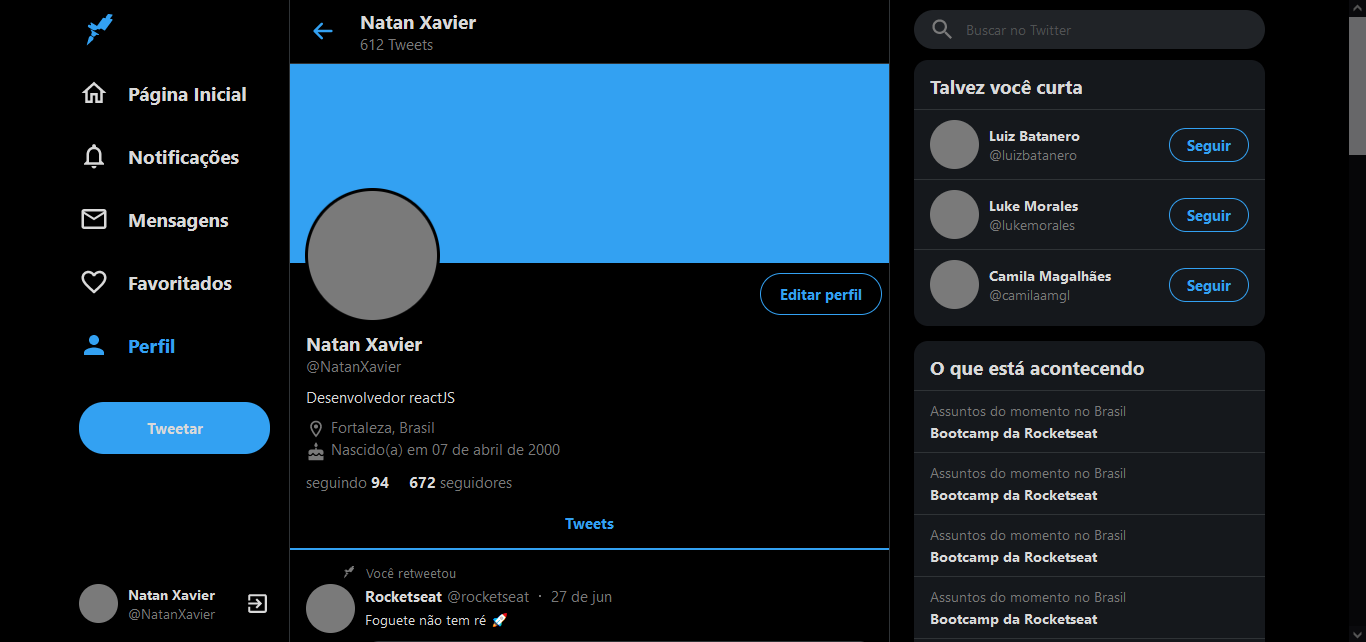 Página Inicial
Notificações
Mensagens
Favoritados
Perfil
Tweetar
Natan Xavier
@NatanXavier
Natan Xavier
612 Tweets
Editar perfil
Natan Xavier
@NatanXavier
Desenvolvedor reactJS
Fortaleza, Brasil
Nascido(a) em 07 de abril de 2000
seguindo 94 672 seguidores
Tweets
Você retweetou
Rocketseat @rocketseat · 27 de jun
Foguete não tem ré 🚀
Buscar no Twitter
Talvez você curta
Luiz Batanero
@luizbatanero
Seguir
Luke Morales
@lukemorales
Seguir
Camila Magalhães
@camilaamgl
Seguir
O que está acontecendo
Assuntos do momento no Brasil
Bootcamp da Rocketseat
Assuntos do momento no Brasil
Bootcamp da Rocketseat
Assuntos do momento no Brasil
Bootcamp da Rocketseat
Assuntos do momento no Brasil
Bootcamp da Rocketseat